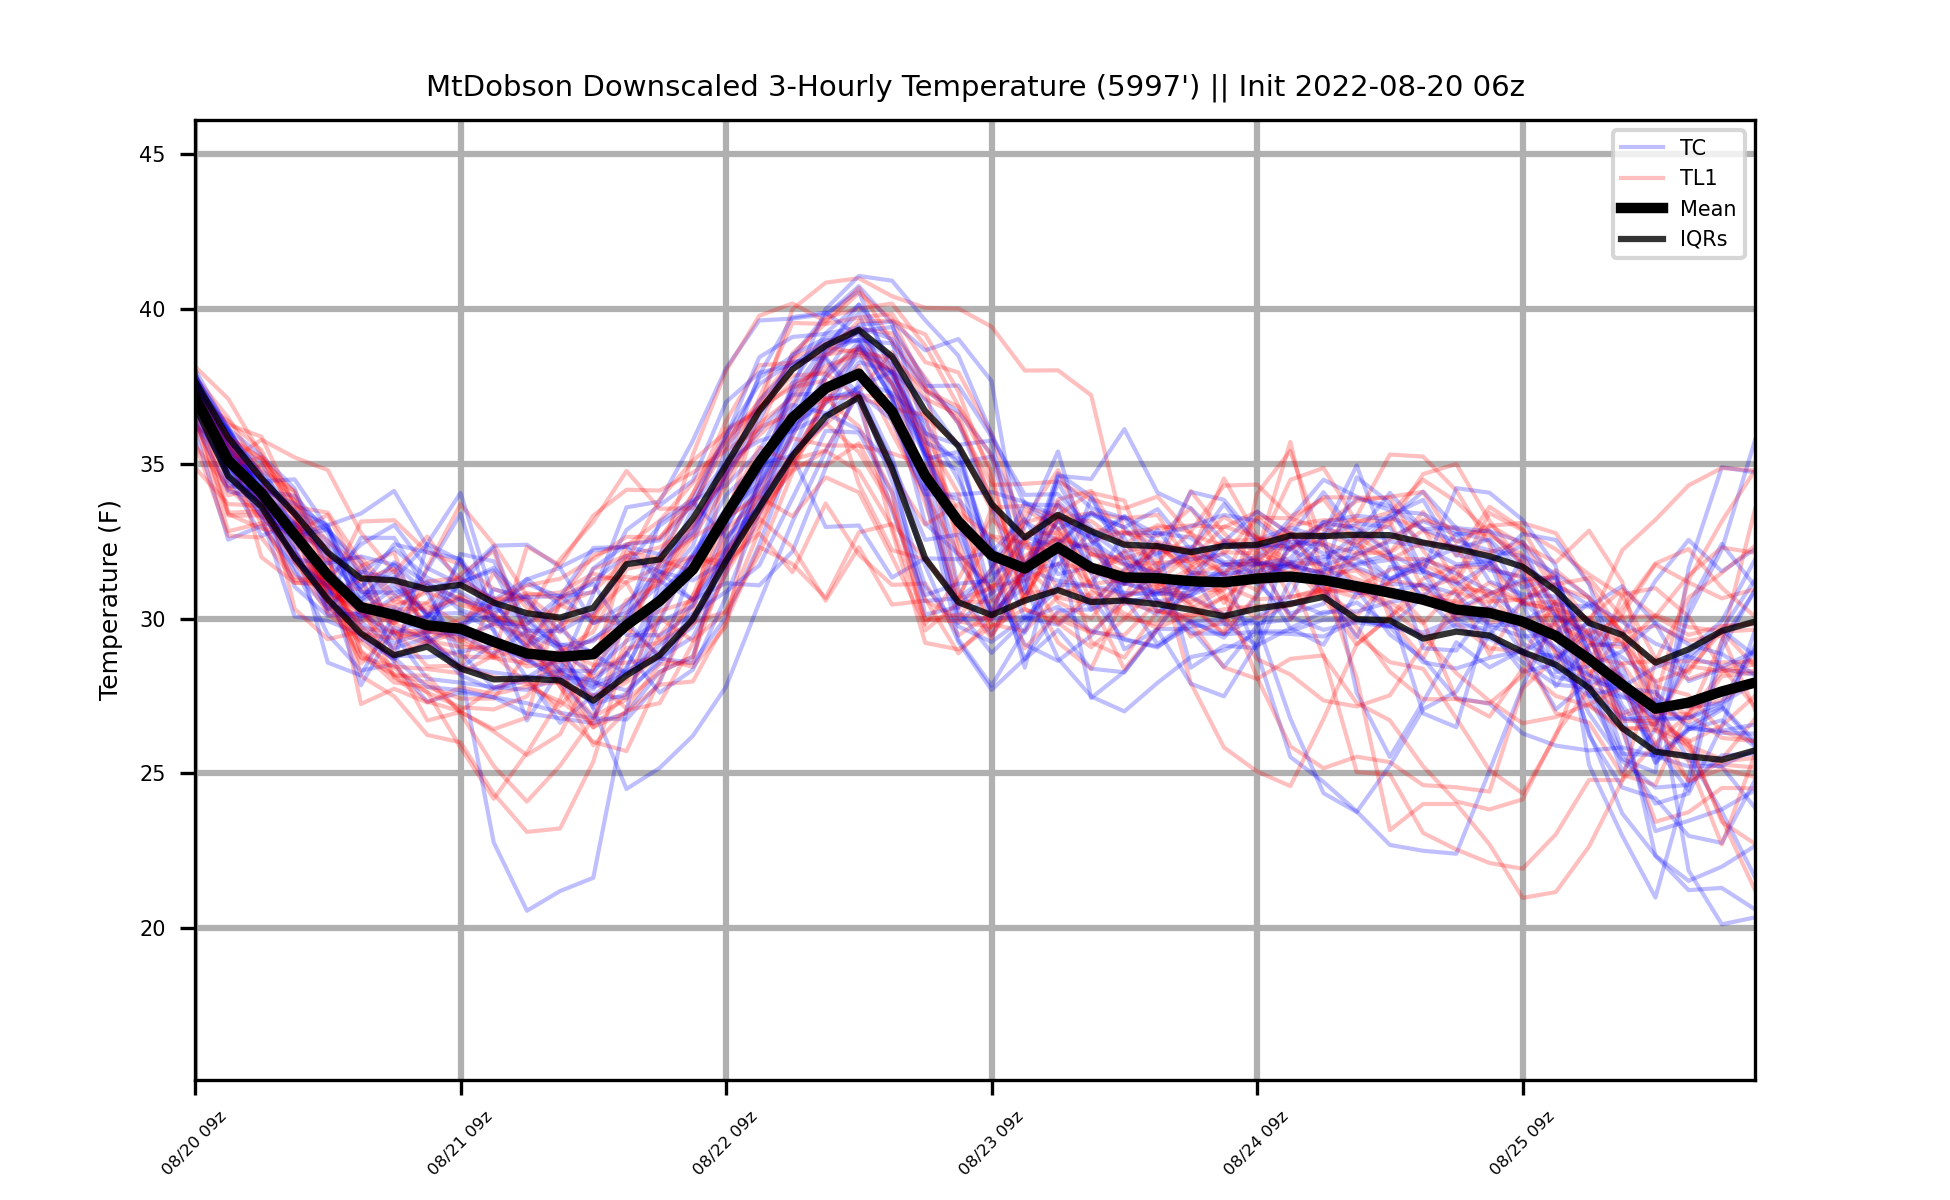 MtDobson Downscaled 3-Hourly Temperature (5997') || Init 2022-08-20 06z
TC
TL1
Mean
IQRs
Temperature (F)
45
40
35
30
25
20
08/20 09z
08/21 09z
08/22 09z
08/23 09z
08/24 09z
08/25 09z